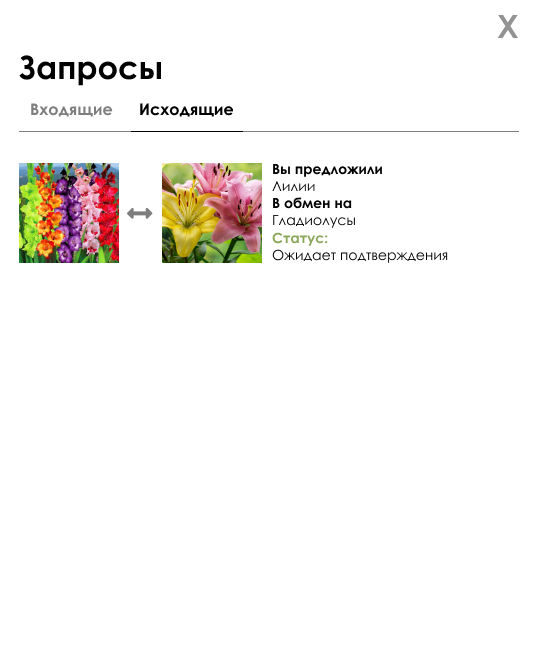 X
Запросы
Входящие Исходящие
Вы предложили
Лилии
В обмен на
Гладиолусы
Статус:
Ожидает подтверждения